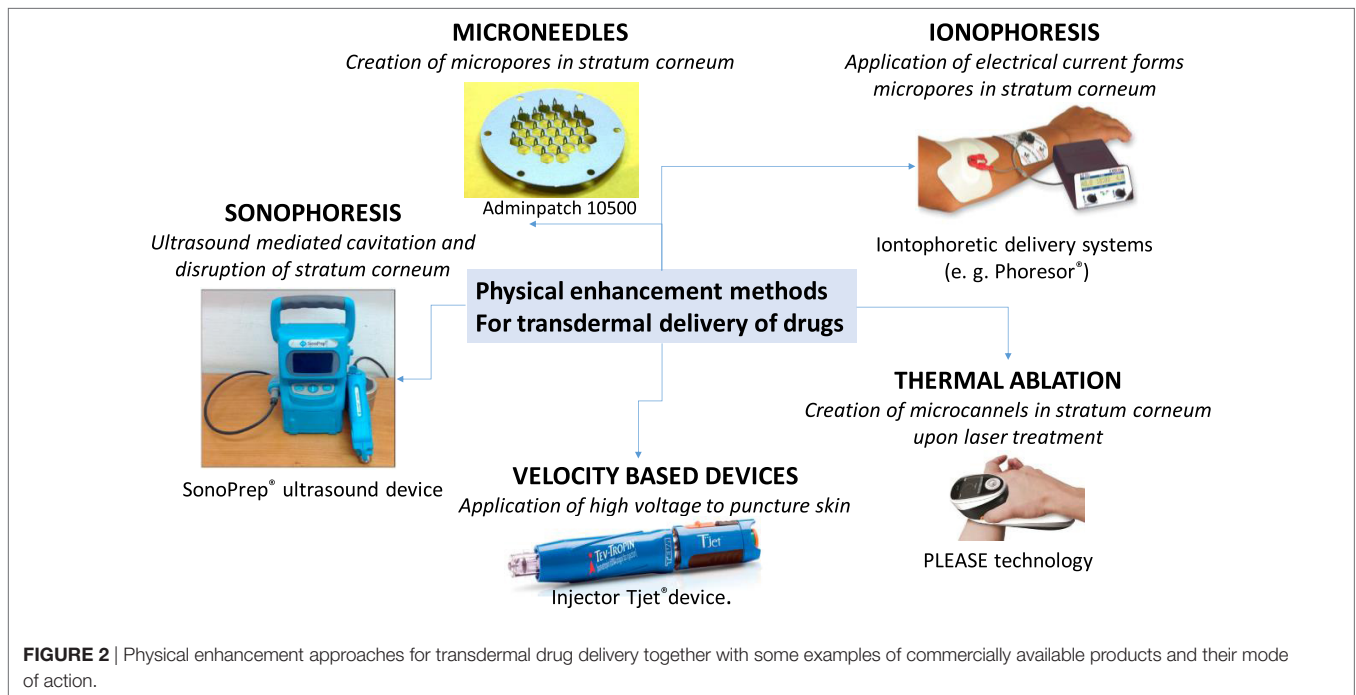 MICRONEEDLES
Creation of micropores in stratum corneum
Adminpatch 10500
IONOPHORESIS
Application of electrical current forms
micropores in stratum corneum
Iontophoretic delivery systems
(e. g. Phoresor®)
SONOPHORESIS
Ultrasound mediated cavitation and
disruption of stratum corneum
SonoPrep
SonoPrep® ultrasound device
Physical enhancement methods
For transdermal delivery of drugs
THERMAL ABLATION
Creation of microcannels in stratum corneum
upon laser treatment
PLEASE technology
VELOCITY BASED DEVICES
Application of high voltage to puncture skin
TEV-TROPIN
TJet
Injector Tjet®device.
FIGURE 2 | Physical enhancement approaches for transdermal drug delivery together with some examples of commercially available products and their mode
of action.